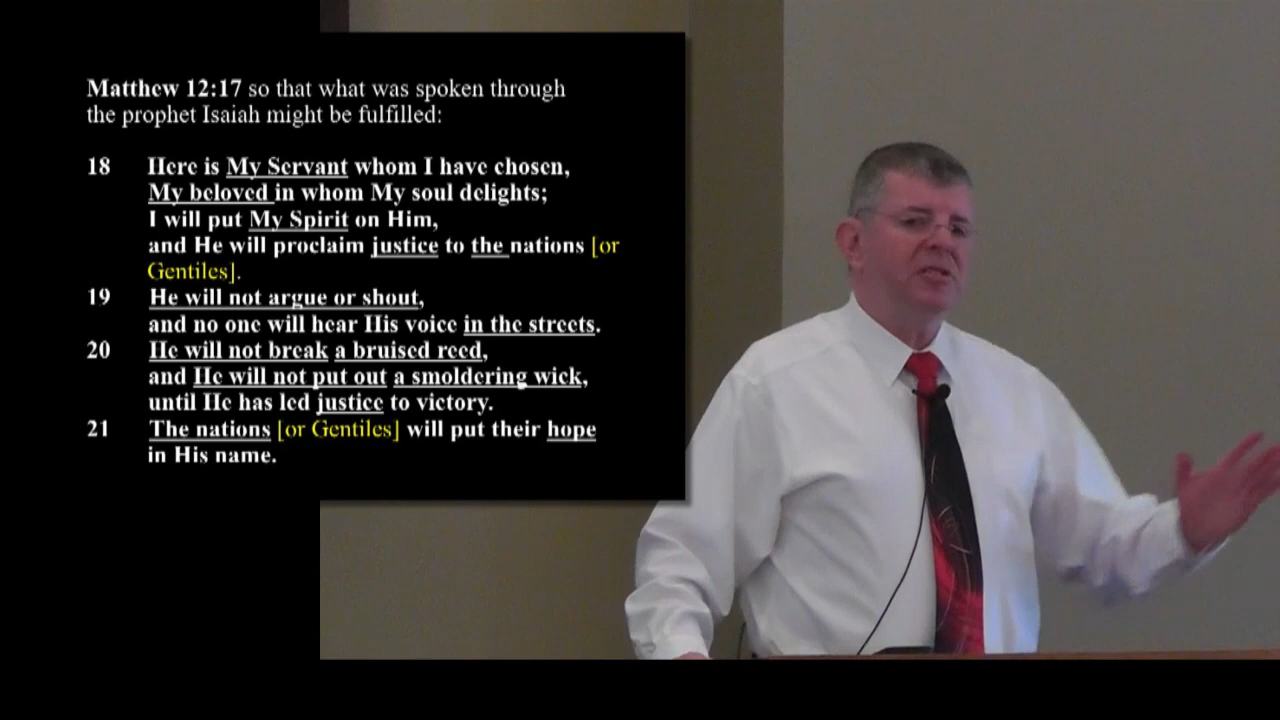 Matthew 12:17 so that what was spoken through
the prophet Isaiah might be fulfilled:
18 Here is My Servant whom I have chosen,
My beloved in whom My soul delights;
I will put My Spirit on Him,
and He will proclaim justice to the nations [or
Gentiles].
19 He will not argue or shout,
and no one will hear His voice in the streets.
20 He will not break a bruised reed,
and He will not put out a smoldering wick,
until He has led justice to victory.
21 The nations [or Gentiles] will put their hope
in His name.